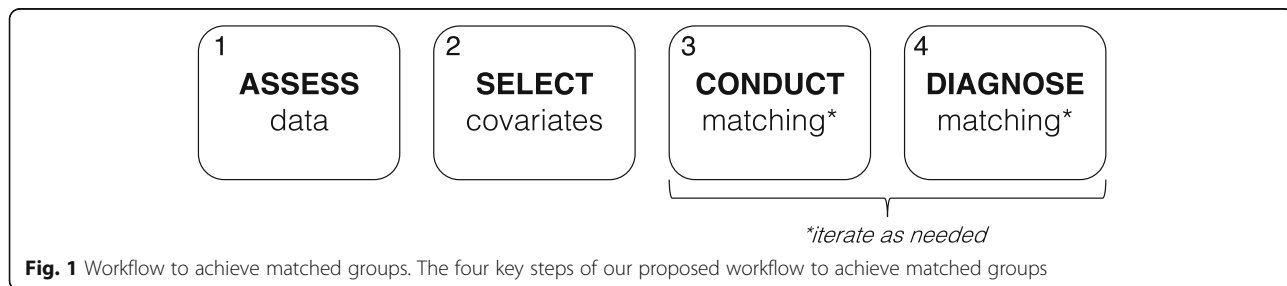 1
ASSESS
data
2
SELECT
covariates
3
CONDUCT
matching*
4
DIAGNOSE
matching*
*iterate as needed
Fig. 1 Workflow to achieve matched groups. The four key steps of our proposed workflow to achieve matched groups